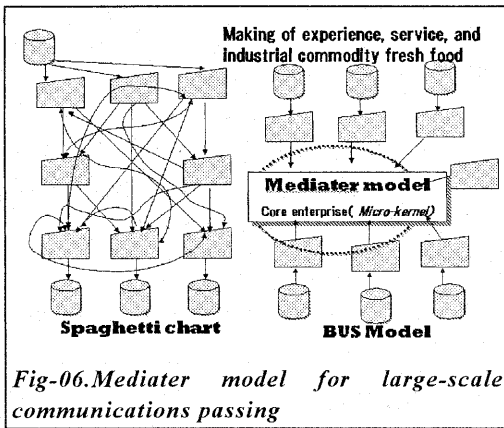 Making of experience, service, and
industrial commodity fresh food
Mediater model
Core enterprise( Micro-kernel)
Spaghetti chart
BUS Model
Fig-06.Mediater model for large-scale
communications passing